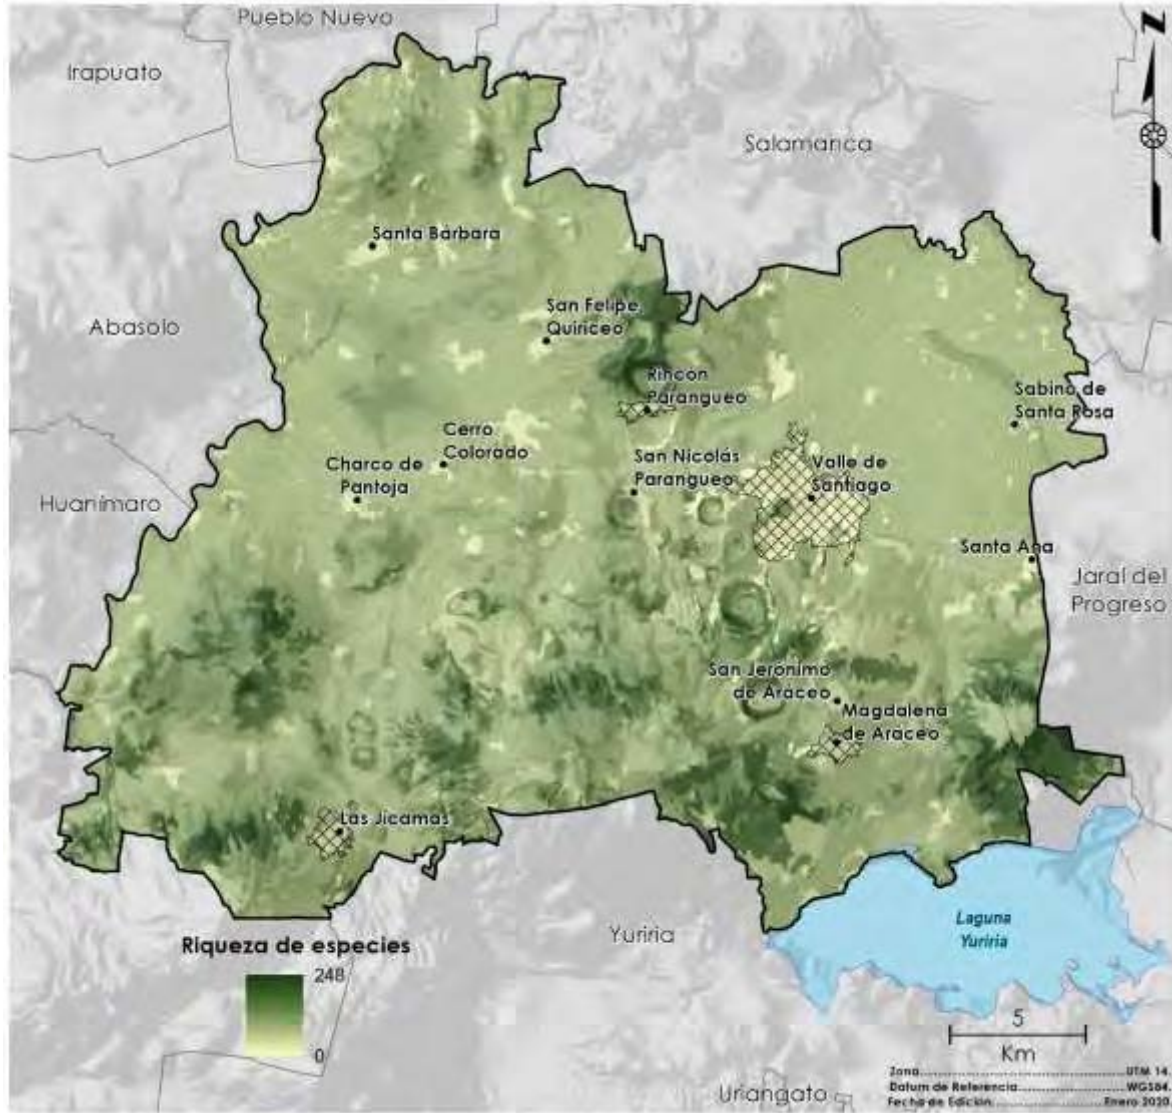 Pueblo Nuevo
Irapuato
Z
Salamanca
Santa Bárbara
Abasolo
San Felipe
Quiriceo
Rincón
Parangueo
Sabino de
Santa Rosa
Cerro
Colorado
Charco de
Pantoja
San Nicolás
Parangueo
Valle de
Santiago
Huanímaro
Santa Ana
Jaral del
Progreso
San Jerónimo
de Araceo
Magdalena
de Araceo
Las Jícamas
Yuriria
Laguna
Yuriria
Riqueza de especies
248
0
5
Km
Uriangato
Zona UTM 14
Datum de Referencia WGS84
Fecha de Edición Enero 2020